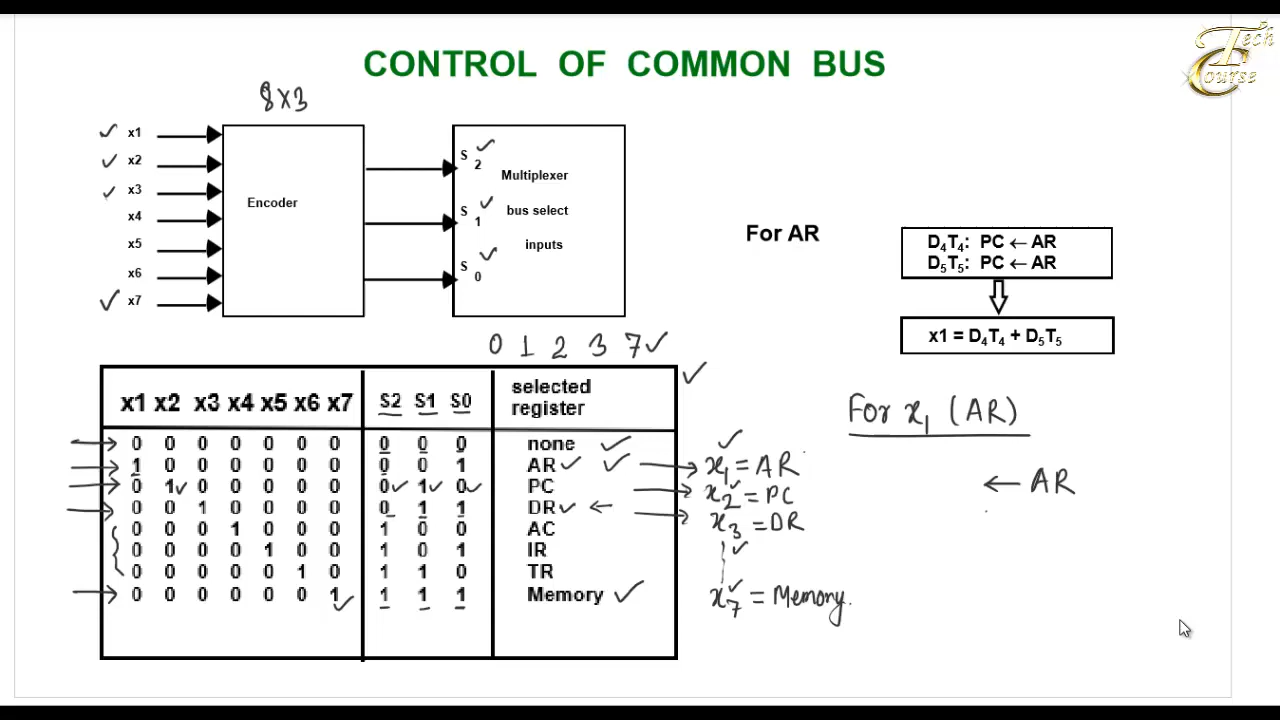 Tech
Course
CONTROL OF COMMON BUS
8X3
x1
x2
x3
x4
x5
x6
x7
Encoder
S2
S1
S0
Multiplexer
bus select
inputs
For AR
D4T4: PC ← AR
D5T5: PC ← AR
x1 = D4T4 + D5T5
0 1 2 3 7
x1 x2 x3 x4 x5 x6 x7 S2 S1 S0 selected register
0 0 0 0 0 0 0 0 0 0 none
1 0 0 0 0 0 0 0 0 1 AR
0 1 0 0 0 0 0 0 1 0 PC
0 0 1 0 0 0 0 0 1 1 DR
0 0 0 1 0 0 0 1 0 0 AC
0 0 0 0 1 0 0 1 0 1 IR
0 0 0 0 0 1 0 1 1 0 TR
0 0 0 0 0 0 1 1 1 1 Memory
x1 = AR
x2 = PC
x3 = DR
x7 = Memory.
For x1 (AR)
← AR